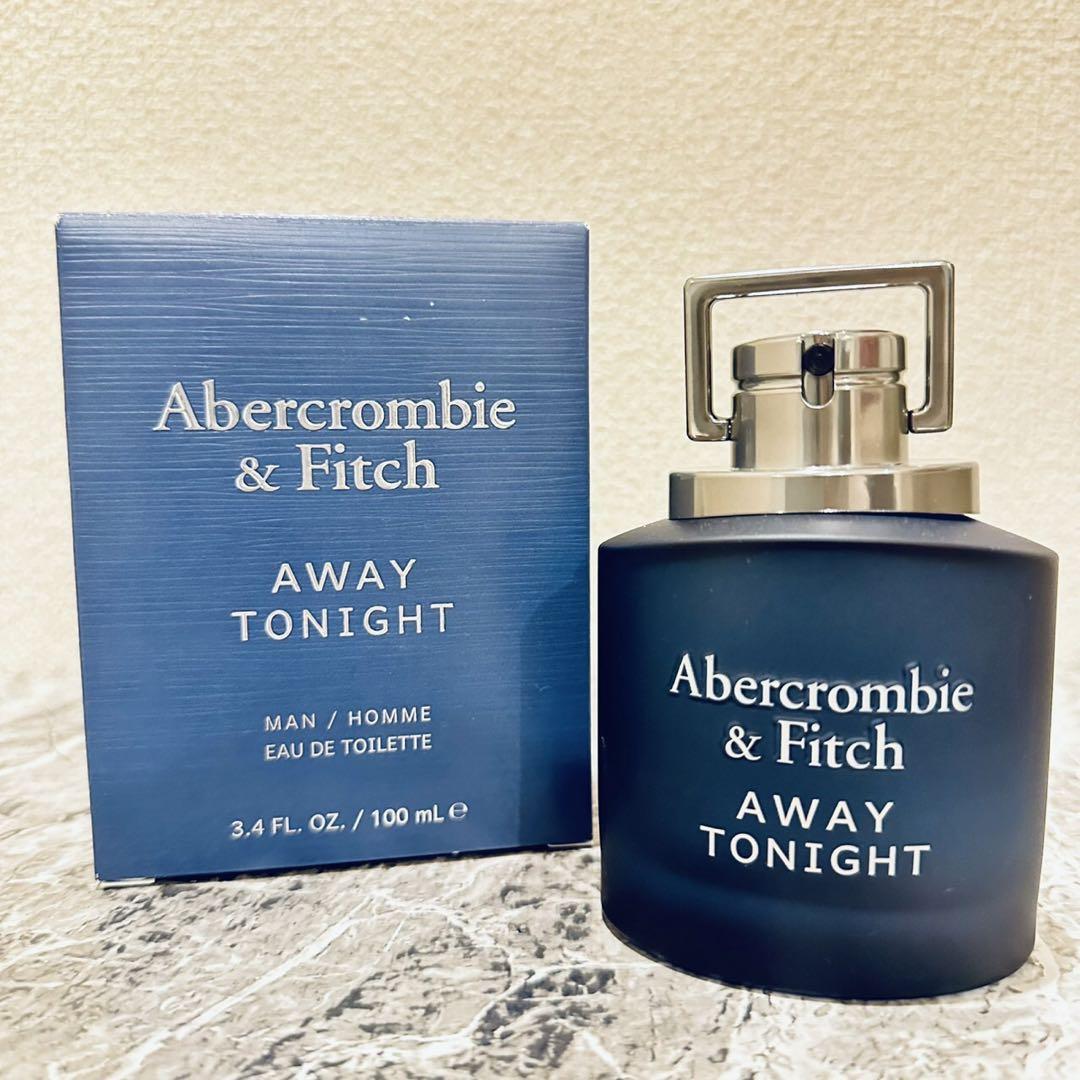 Abercrombie
& Fitch
AWAY
TONIGHT
MAN / HOMME
EAU DE TOILETTE
3.4 FL. OZ. / 100 mL ℮
Abercrombie
& Fitch
AWAY
TONIGHT